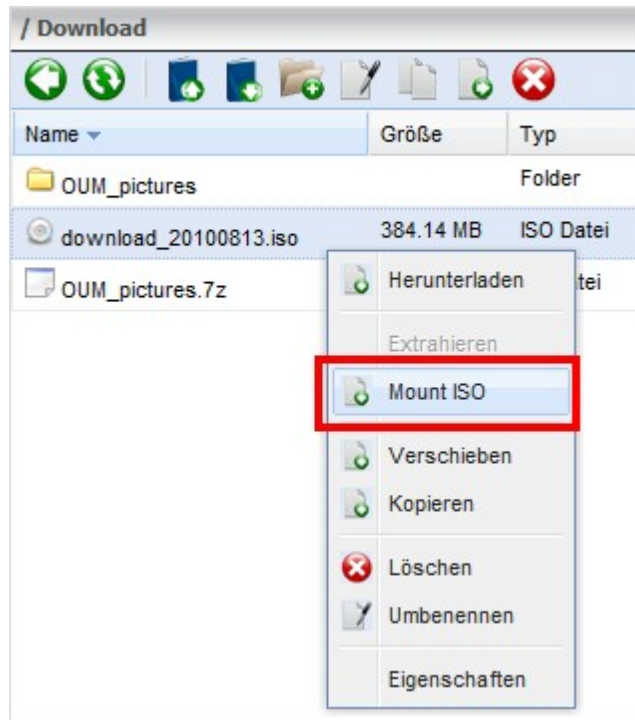 / Download
Name Größe Typ
OUM_pictures Folder
download_20100813.iso 384.14 MB ISO Datei
OUM_pictures.7z tei
Herunterladen
Extrahieren
Mount ISO
Verschieben
Kopieren
Löschen
Umbenennen
Eigenschaften